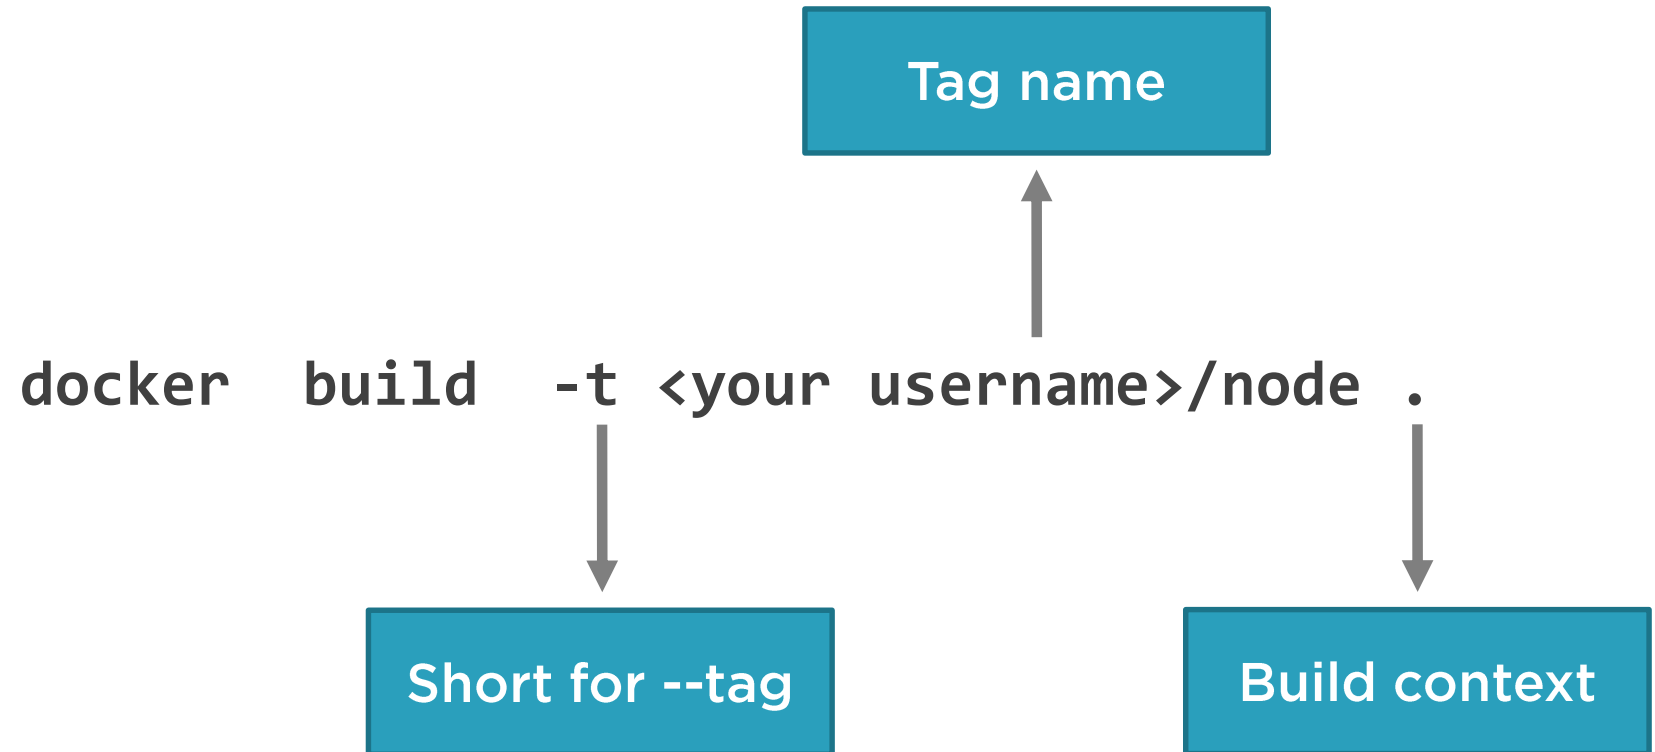 Tag name
docker build -t <your username>/node .
Short for --tag
Build context